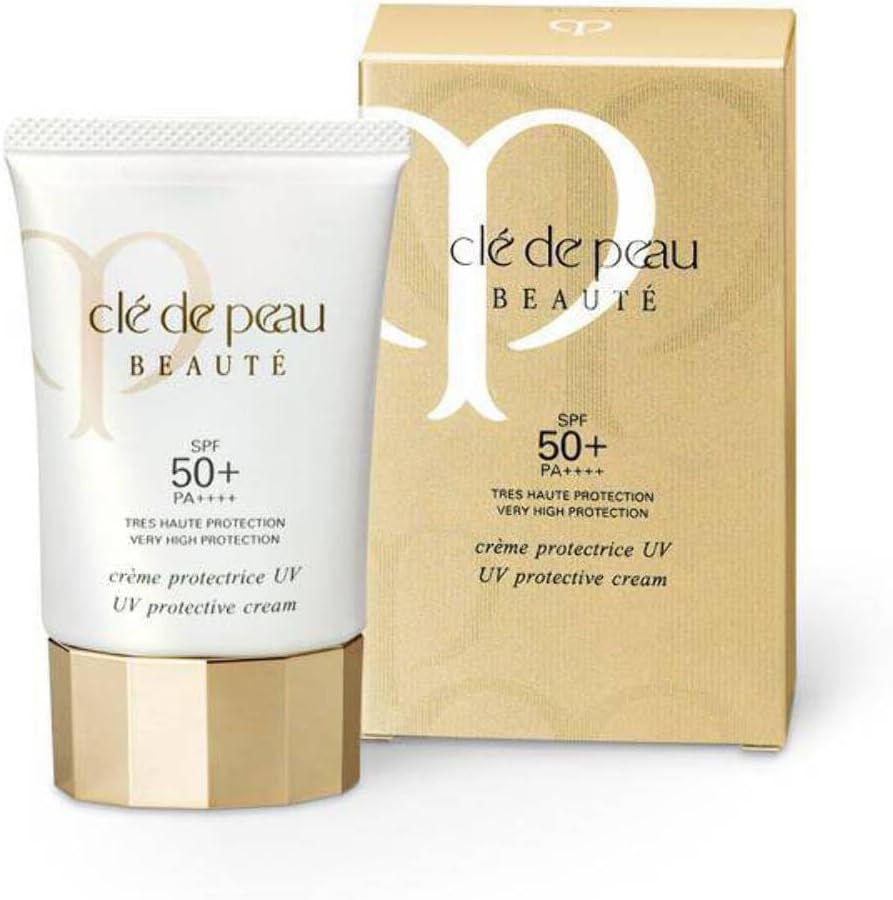 clé de peau
BEAUTÉ
SPF
50+
PA++++
TRES HAUTE PROTECTION
VERY HIGH PROTECTION
crème protectrice UV
UV protective cream
clé de peau
BEAUTÉ
SPF
50+
PA++++
TRES HAUTE PROTECTION
VERY HIGH PROTECTION
crème protectrice UV
UV protective cream